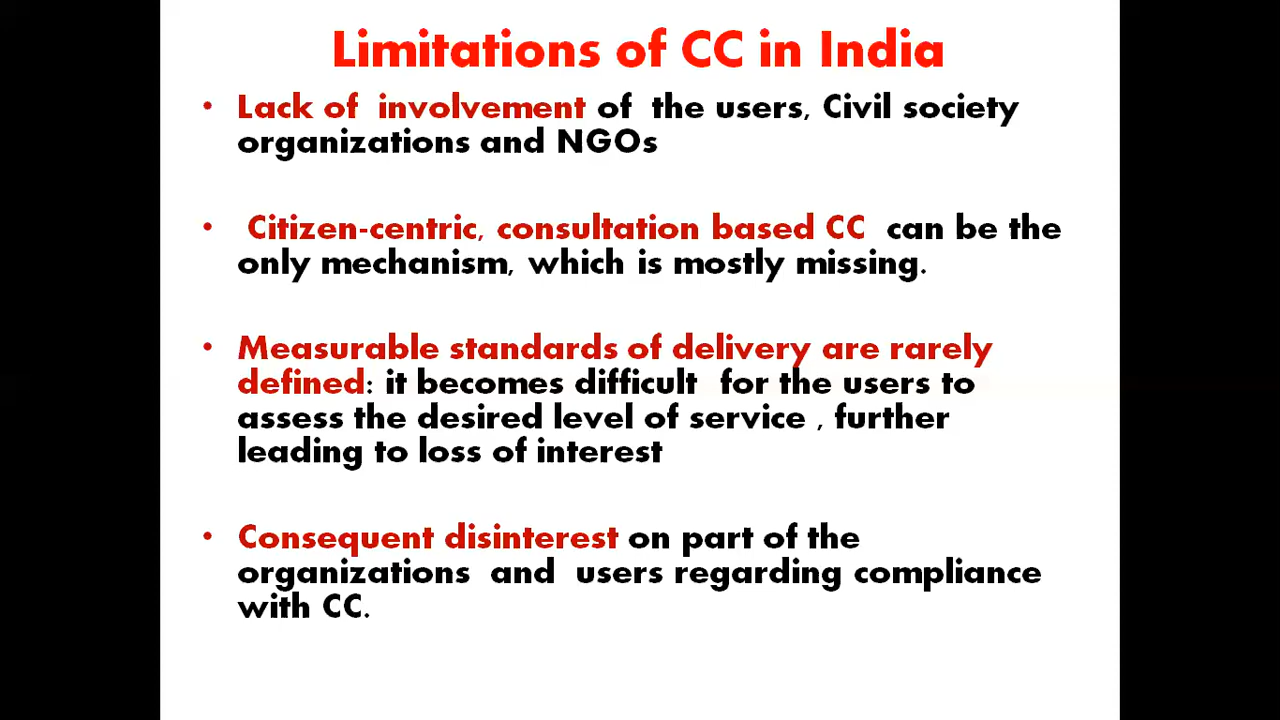 Limitations of CC in India
• Lack of involvement of the users, Civil society
organizations and NGOs
• Citizen-centric, consultation based CC can be the
only mechanism, which is mostly missing.
• Measurable standards of delivery are rarely
defined: it becomes difficult for the users to
assess the desired level of service , further
leading to loss of interest
• Consequent disinterest on part of the
organizations and users regarding compliance
with CC.